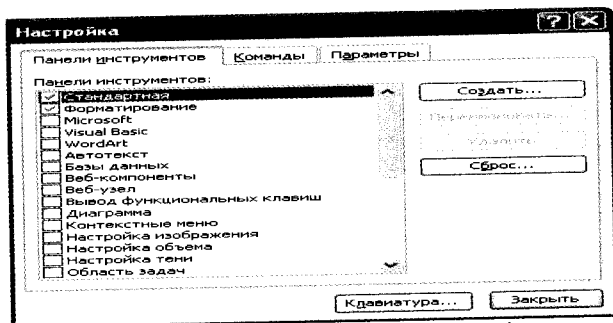 Настройка
Панели инструментов
Команды
Параметры
Панели инструментов:
Стандартная
Форматирование
Microsoft
Visual Basic
WordArt
Автотекст
Базы данных
Веб-компоненты
Веб-узел
Вывод функциональных клавиш
Диаграмма
Контекстные меню
Настройка изображения
Настройка объема
Настройка тени
Область задач
Создать...
Переименовать...
Удалить
Сброс...
Клавиатура...
Закрыть